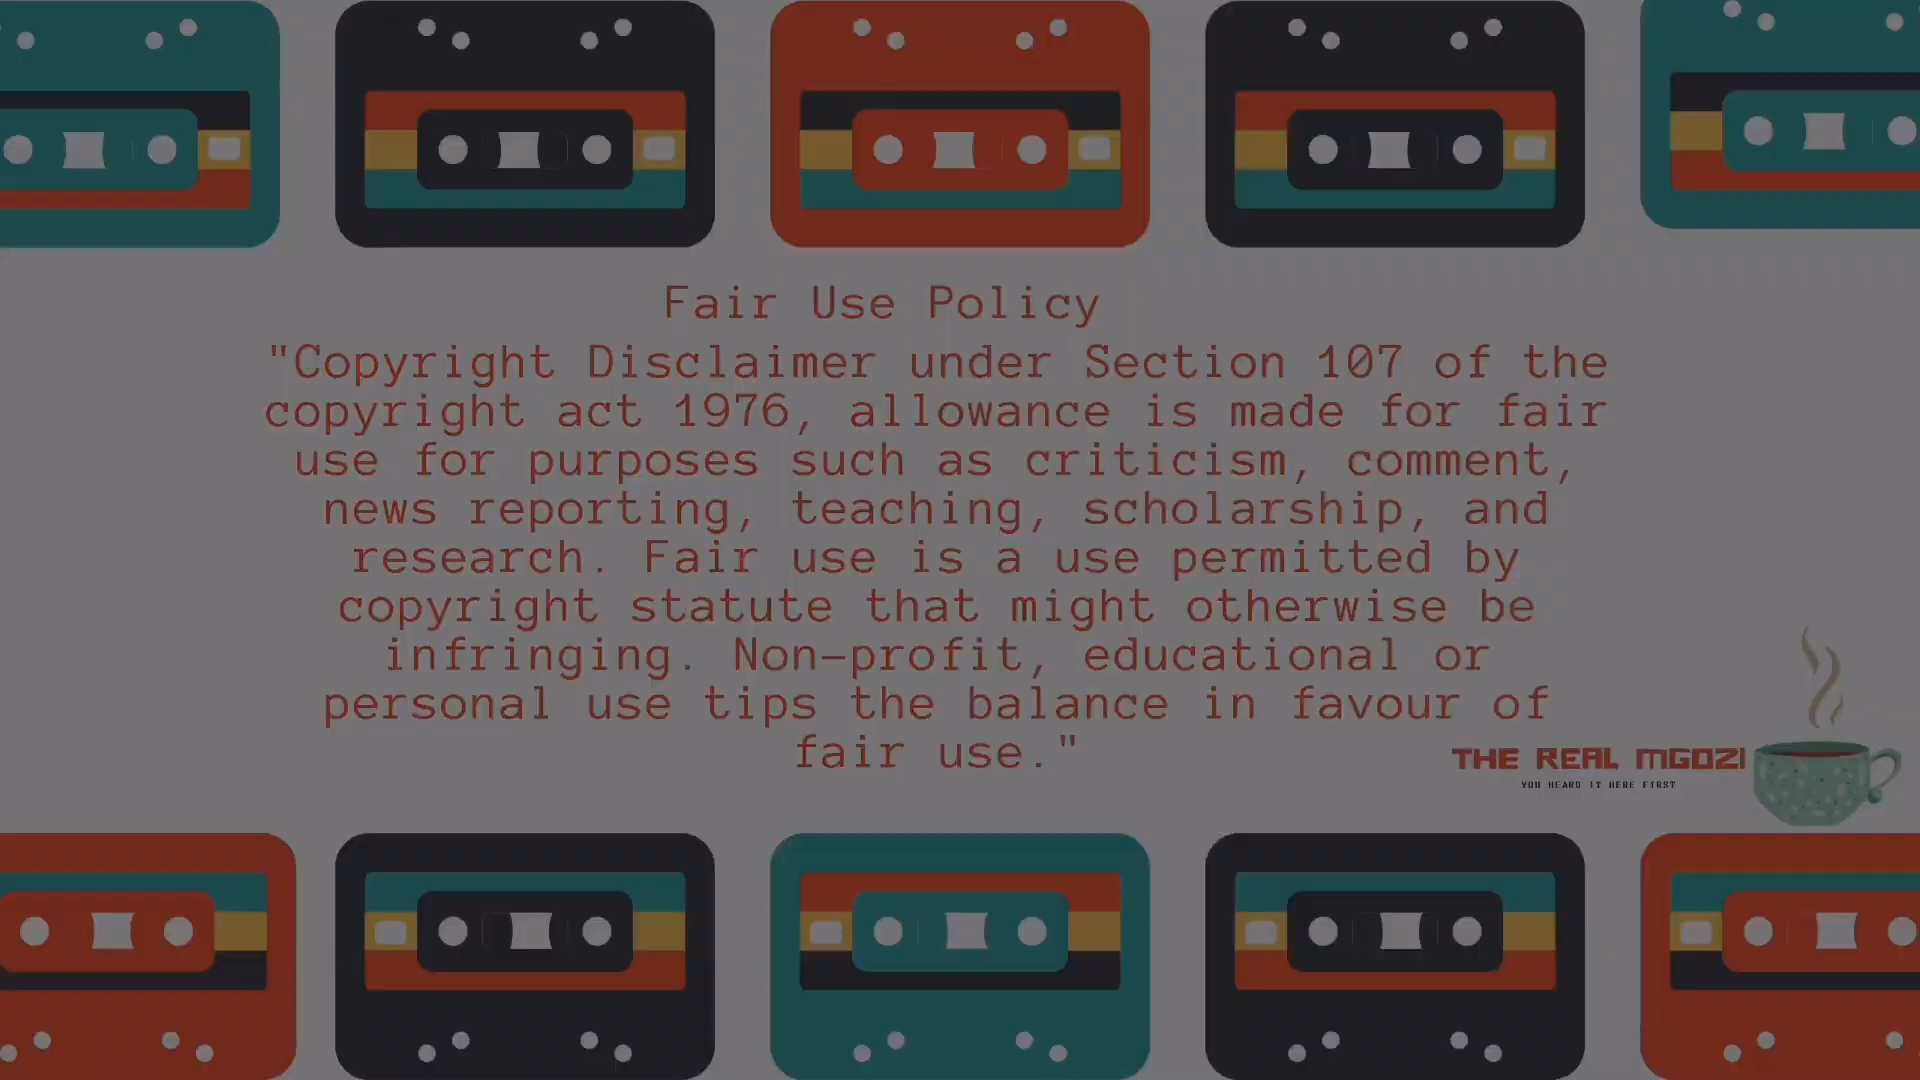 Fair Use Policy
"Copyright Disclaimer under Section 107 of the
copyright act 1976, allowance is made for fair
use for purposes such as criticism, comment,
news reporting, teaching, scholarship, and
research. Fair use is a use permitted by
copyright statute that might otherwise be
infringing. Non-profit, educational or
personal use tips the balance in favour of
fair use."
THE REAL MGOZI
YOU HEARD IT HERE FIRST